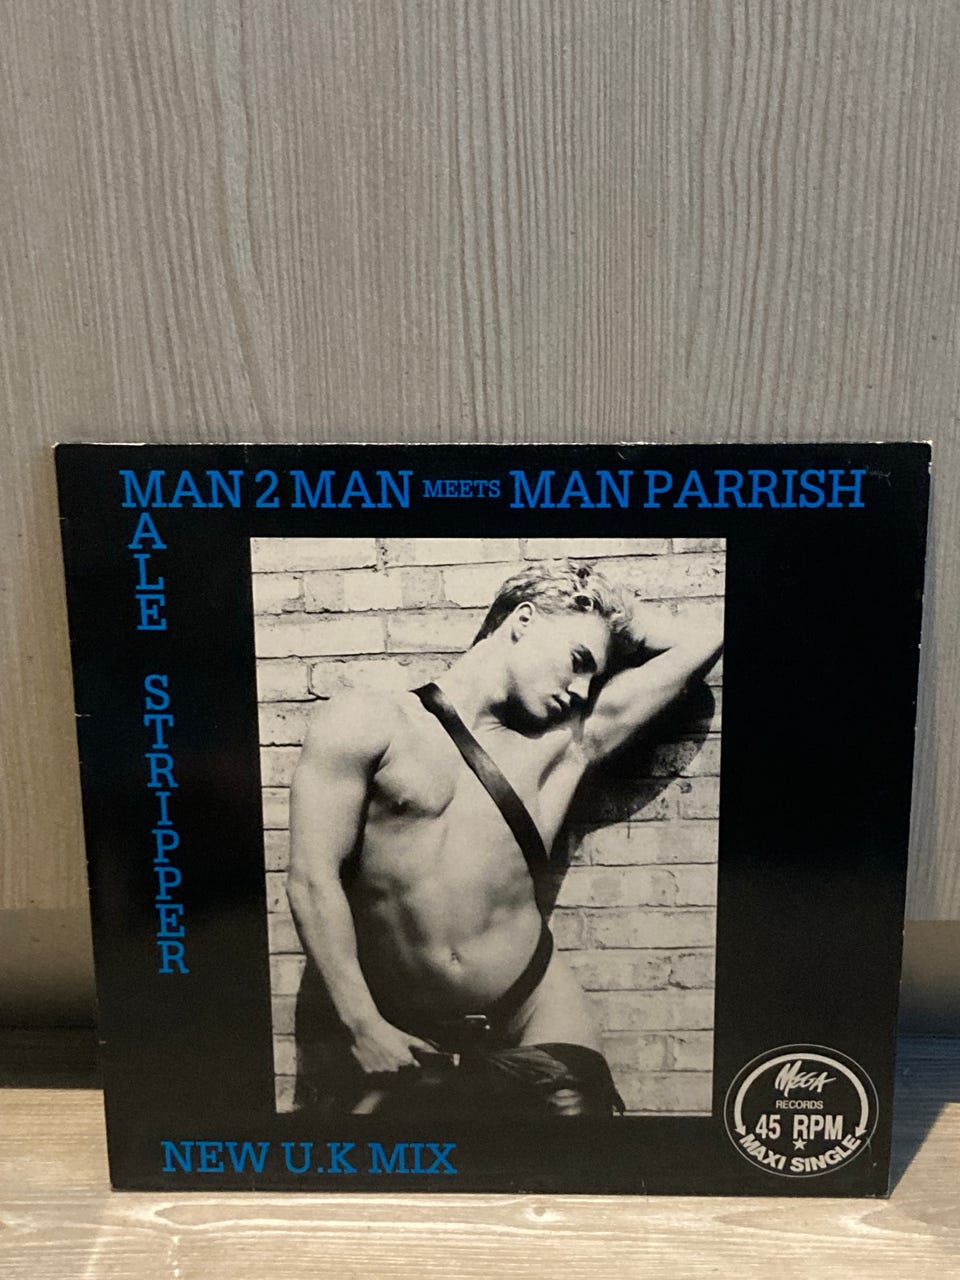 MAN 2 MAN MEETS MAN PARRISH
MALE STRIPPER
NEW U.K MIX
MEGA
RECORDS
45 RPM
MAXI SINGLE